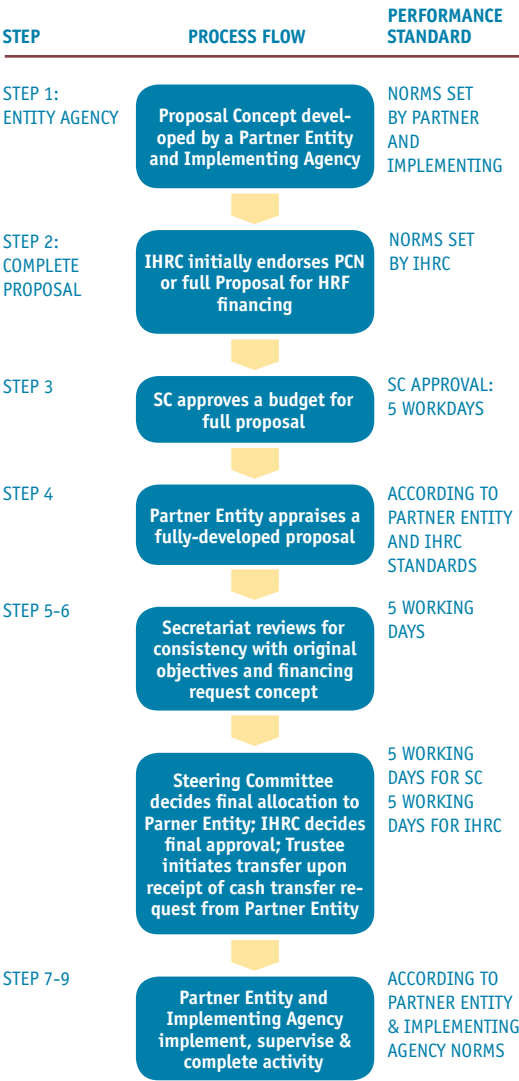 STEP
PROCESS FLOW
PERFORMANCE
STANDARD
STEP 1:
ENTITY AGENCY
Proposal Concept devel-
oped by a Partner Entity
and Implementing Agency
NORMS SET
BY PARTNER
AND
IMPLEMENTING
STEP 2:
COMPLETE
PROPOSAL
IHRC initially endorses PCN
or full Proposal for HRF
financing
NORMS SET
BY IHRC
STEP 3
SC approves a budget for
full proposal
SC APPROVAL:
5 WORKDAYS
STEP 4
Partner Entity appraises a
fully-developed proposal
ACCORDING TO
PARTNER ENTITY
AND IHRC
STANDARDS
STEP 5-6
Secretariat reviews for
consistency with original
objectives and financing
request concept
5 WORKING
DAYS
Steering Committee
decides final allocation to
Parner Entity; IHRC decides
final approval; Trustee
initiates transfer upon
receipt of cash transfer re-
quest from Partner Entity
5 WORKING
DAYS FOR SC
5 WORKING
DAYS FOR IHRC
STEP 7-9
Partner Entity and
Implementing Agency
implement, supervise &
complete activity
ACCORDING TO
PARTNER ENTITY
& IMPLEMENTING
AGENCY NORMS